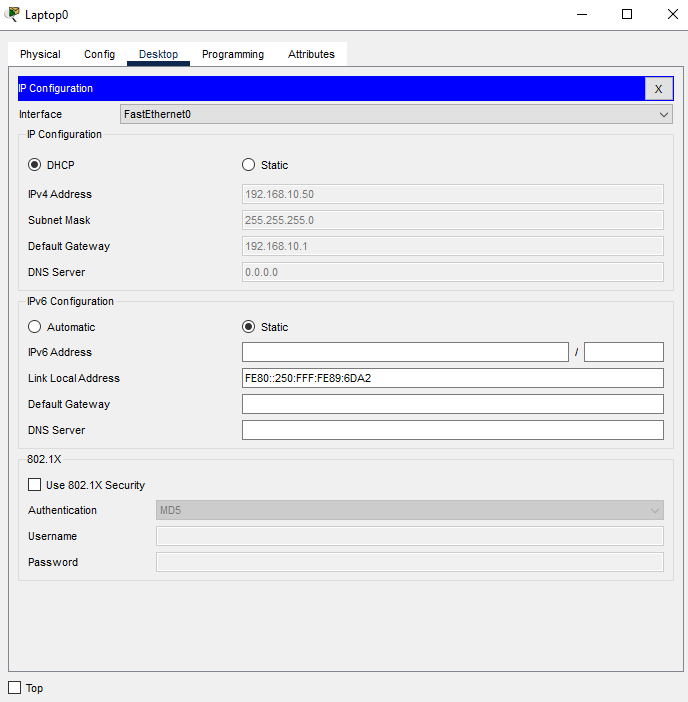 Laptop0
Physical Config Desktop Programming Attributes
IP Configuration X
Interface FastEthernet0
IP Configuration
DHCP Static
IPv4 Address 192.168.10.50
Subnet Mask 255.255.255.0
Default Gateway 192.168.10.1
DNS Server 0.0.0.0
IPv6 Configuration
Automatic Static
IPv6 Address /
Link Local Address FE80::250:FFF:FE89:6DA2
Default Gateway
DNS Server
802.1X
Use 802.1X Security
Authentication MD5
Username
Password
Top